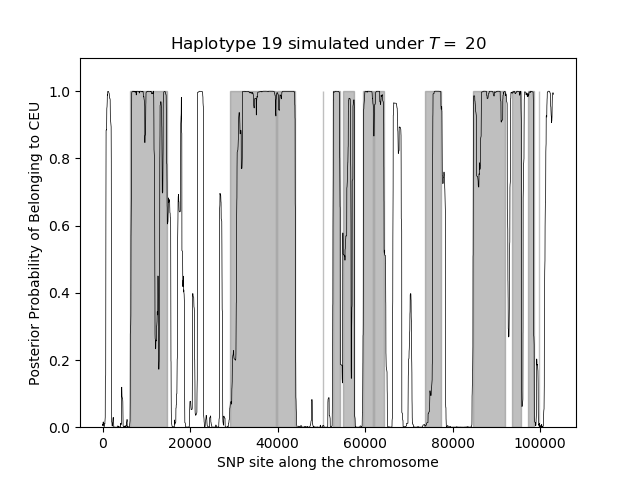 Haplotype 19 simulated under T = 20
Posterior Probability of Belonging to CEU
1.0
0.8
0.6
0.4
0.2
0.0
0 20000 40000 60000 80000 100000
SNP site along the chromosome